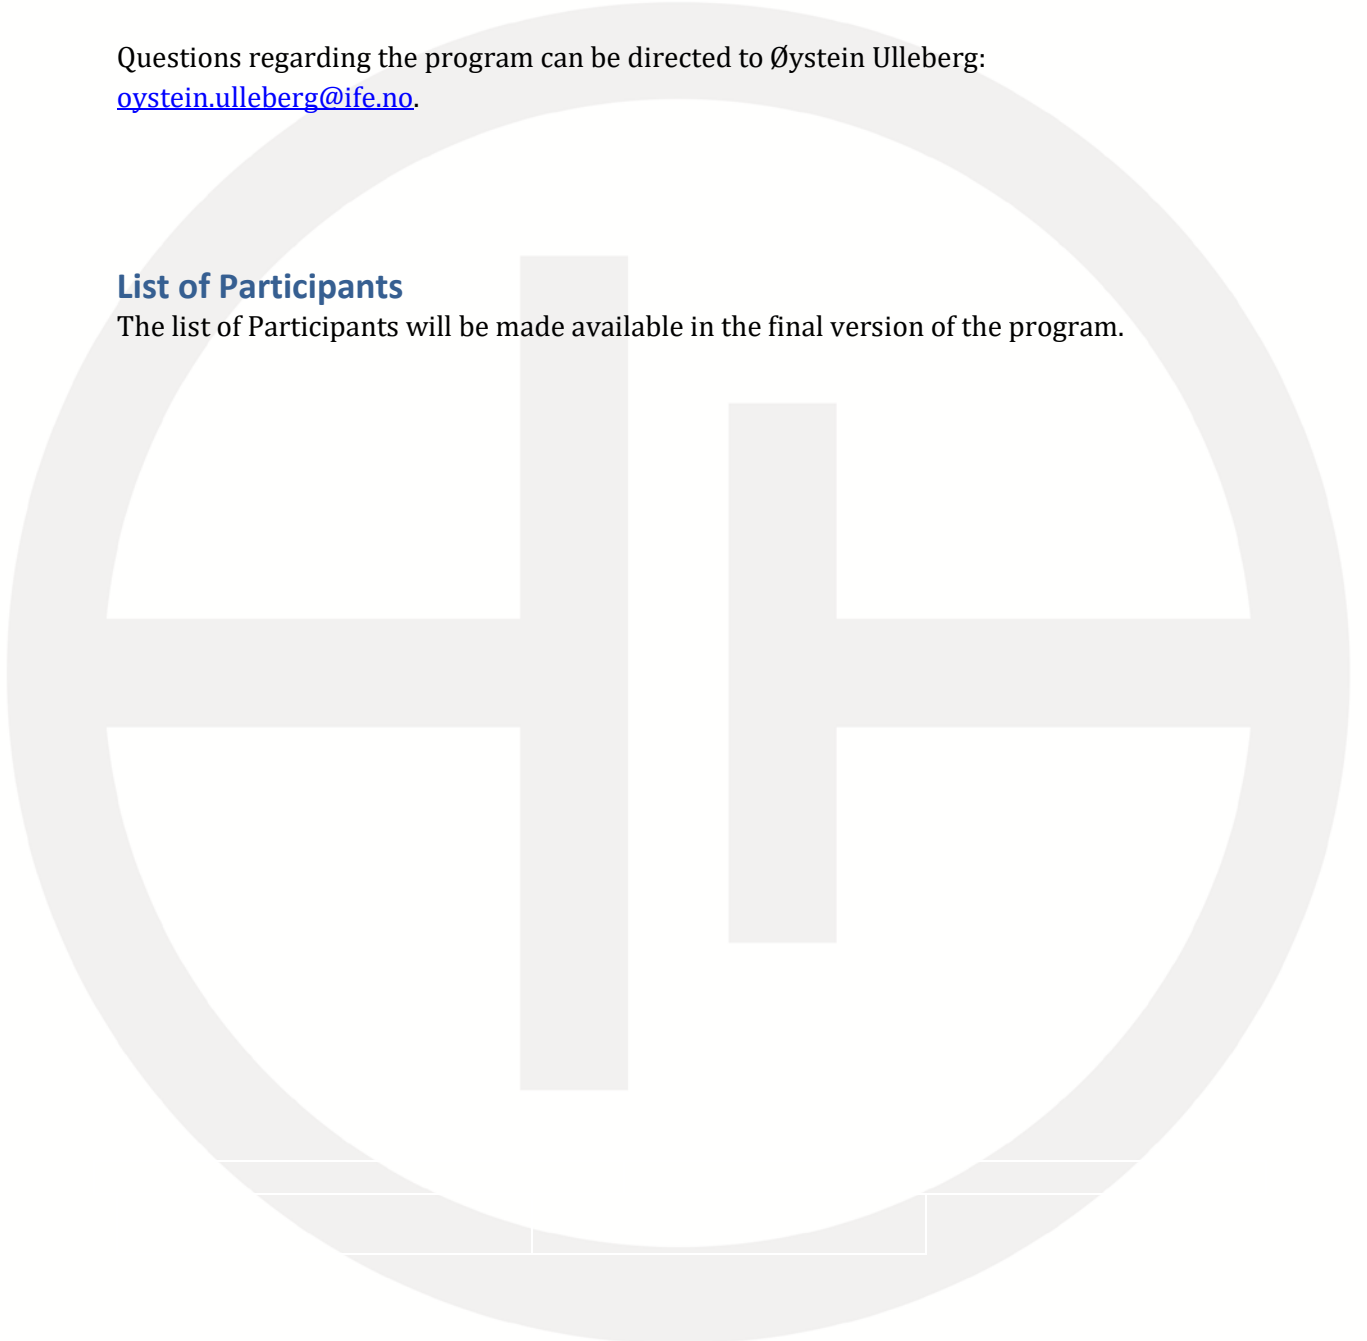 Questions regarding the program can be directed to Øystein Ulleberg:
oystein.ulleberg@ife.no.
List of Participants
The list of Participants will be made available in the final version of the program.